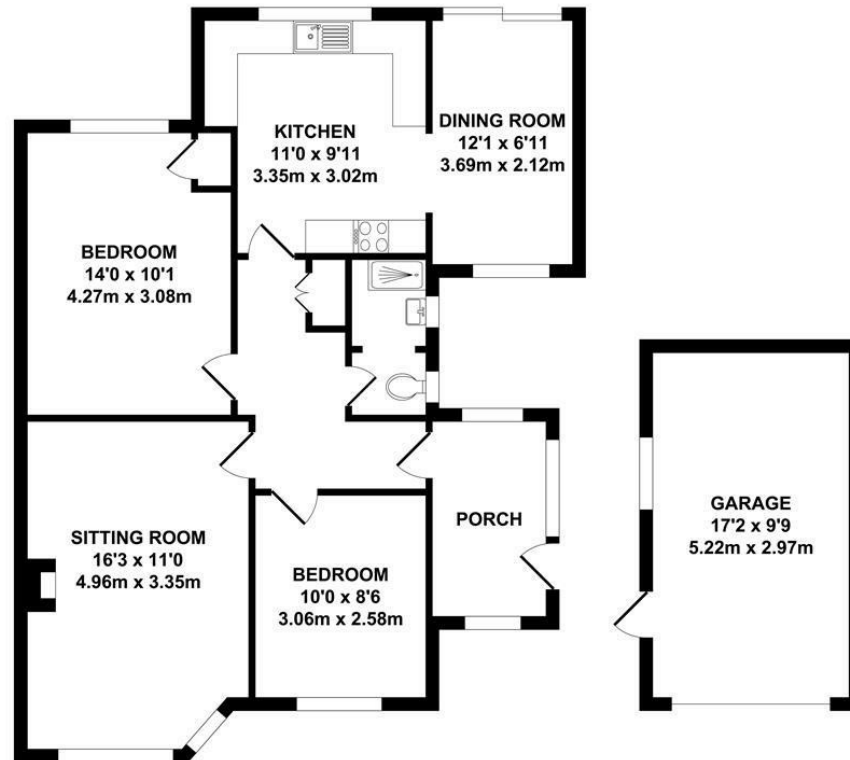 KITCHEN
11'0 x 9'11
3.35m x 3.02m
DINING ROOM
12'1 x 6'11
3.69m x 2.12m
BEDROOM
14'0 x 10'1
4.27m x 3.08m
SITTING ROOM
16'3 x 11'0
4.96m x 3.35m
BEDROOM
10'0 x 8'6
3.06m x 2.58m
PORCH
GARAGE
17'2 x 9'9
5.22m x 2.97m